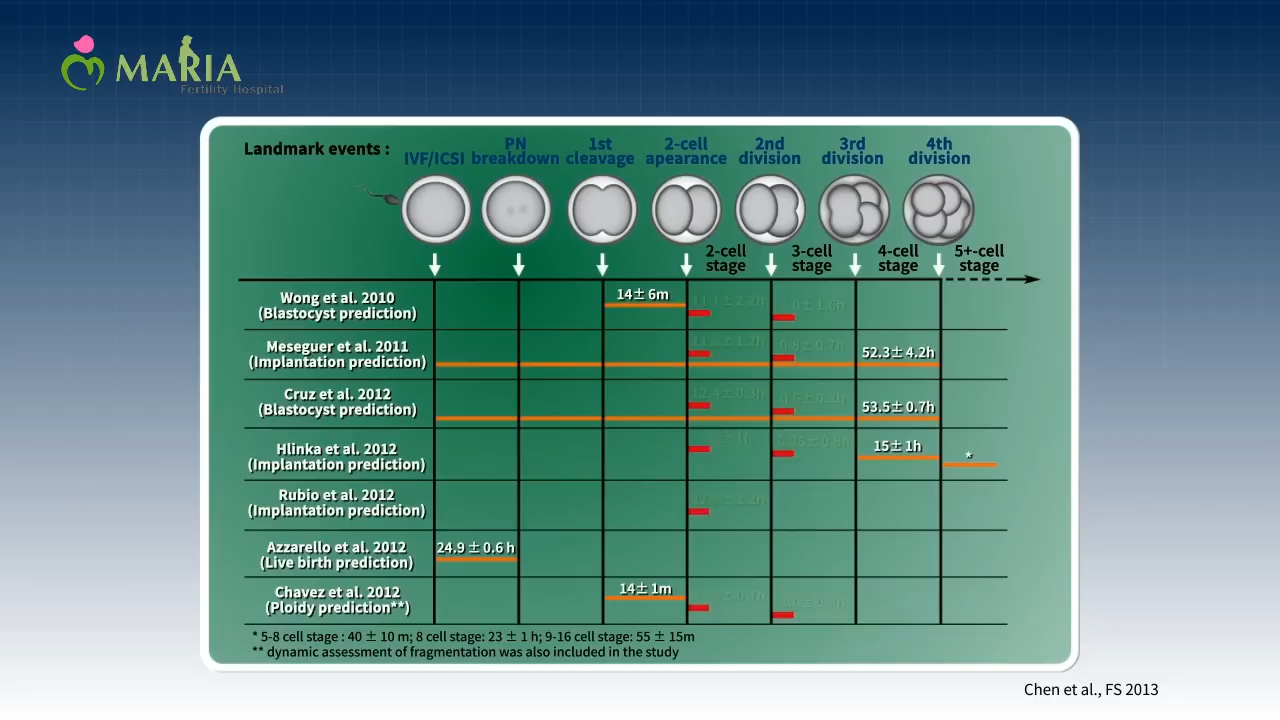 MARIA
Fertility Hospital
Landmark events :
IVF/ICSI
PN
breakdown
1st
cleavage
2-cell
apearance
2nd
division
3rd
division
4th
division
2-cell
stage
3-cell
stage
4-cell
stage
5+-cell
stage
Wong et al. 2010
(Blastocyst prediction)
14± 6m
Meseguer et al. 2011
(Implantation prediction)
52.3± 4.2h
Cruz et al. 2012
(Blastocyst prediction)
53.5± 0.7h
Hlinka et al. 2012
(Implantation prediction)
15± 1h
*
Rubio et al. 2012
(Implantation prediction)
Azzarello et al. 2012
(Live birth prediction)
24.9 ± 0.6 h
Chavez et al. 2012
(Ploidy prediction**)
14± 1m
* 5-8 cell stage : 40 ± 10 m; 8 cell stage: 23 ± 1 h; 9-16 cell stage: 55 ± 15m
** dynamic assessment of fragmentation was also included in the study
Chen et al., FS 2013